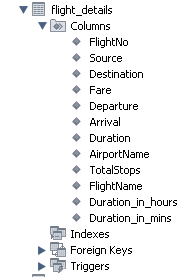 flight_details
Columns
FlightNo
Source
Destination
Fare
Departure
Arrival
Duration
AirportName
TotalStops
FlightName
Duration_in_hours
Duration_in_mins
Indexes
Foreign Keys
Triggers